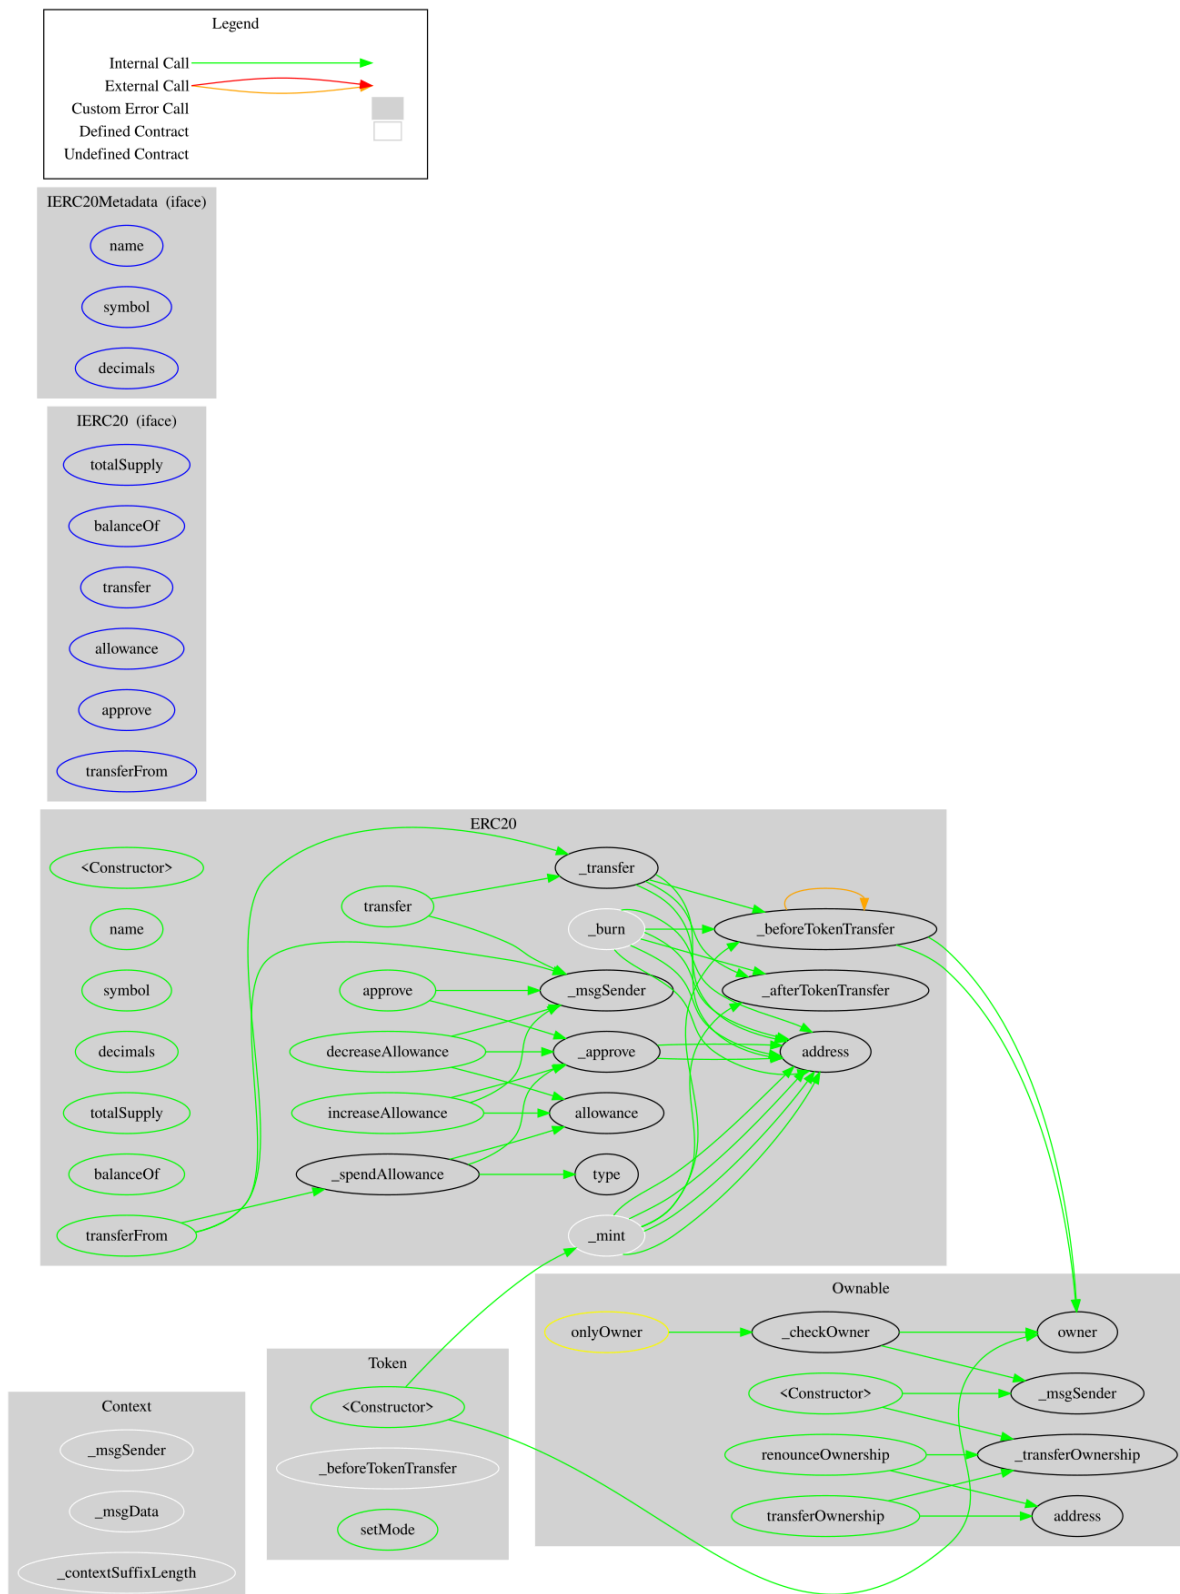 Legend
Internal Call
External Call
Custom Error Call
Defined Contract
Undefined Contract
IERC20Metadata (iface)
name
symbol
decimals
IERC20 (iface)
totalSupply
balanceOf
transfer
allowance
approve
transferFrom
ERC20
<Constructor>
name
symbol
decimals
totalSupply
balanceOf
transferFrom
transfer
approve
decreaseAllowance
increaseAllowance
_spendAllowance
_transfer
_burn
_msgSender
_approve
allowance
type
_mint
_beforeTokenTransfer
_afterTokenTransfer
address
Ownable
onlyOwner
_checkOwner
<Constructor>
renounceOwnership
transferOwnership
owner
_msgSender
_transferOwnership
address
Token
<Constructor>
_beforeTokenTransfer
setMode
Context
_msgSender
_msgData
_contextSuffixLength